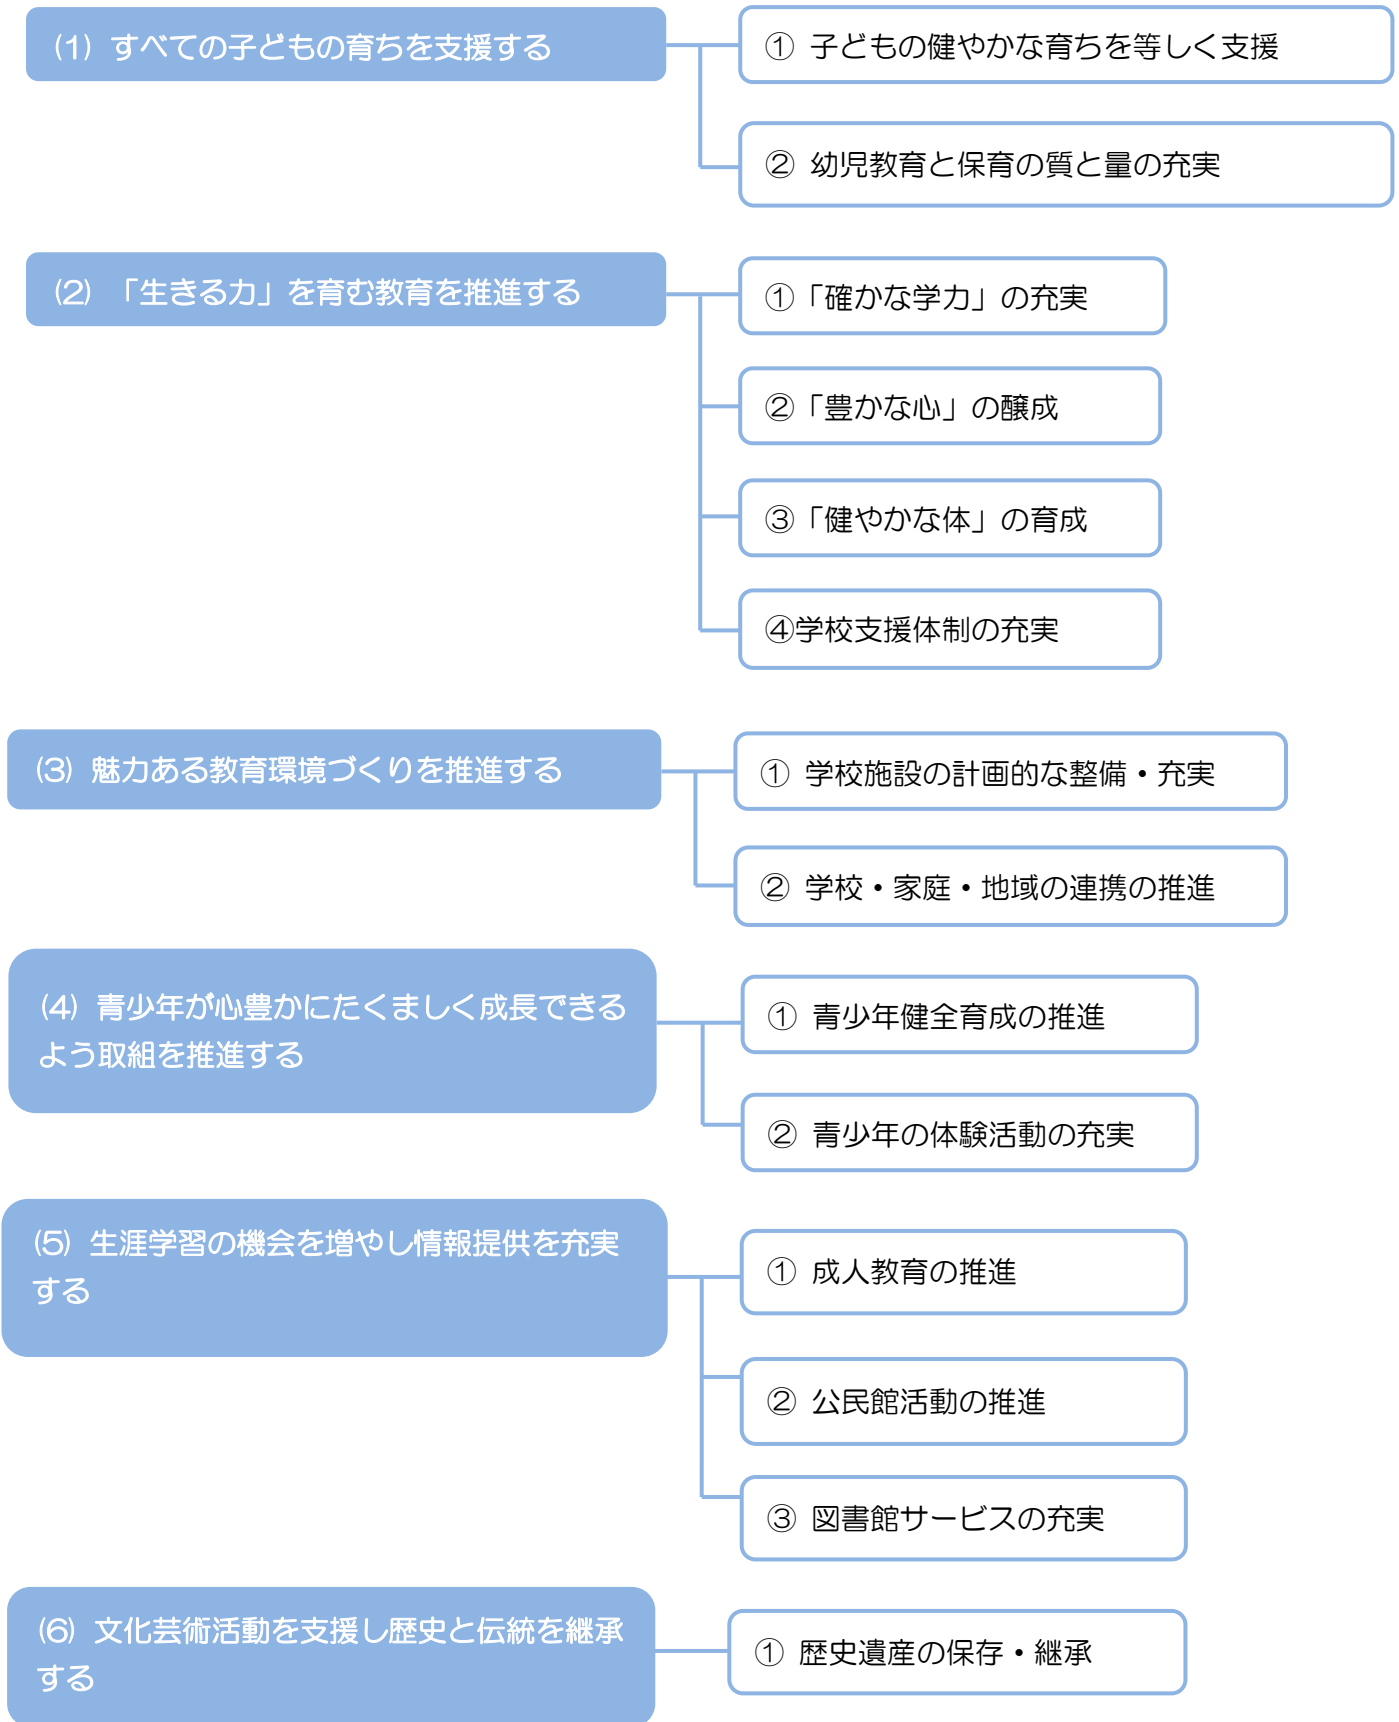 (1) すべての子どもの育ちを支援する
① 子どもの健やかな育ちを等しく支援
② 幼児教育と保育の質と量の充実
(2) 「生きる力」を育む教育を推進する
①「確かな学力」の充実
②「豊かな心」の醸成
③「健やかな体」の育成
④学校支援体制の充実
(3) 魅力ある教育環境づくりを推進する
① 学校施設の計画的な整備・充実
② 学校・家庭・地域の連携の推進
(4) 青少年が心豊かにたくましく成長できる
よう取組を推進する
① 青少年健全育成の推進
② 青少年の体験活動の充実
(5) 生涯学習の機会を増やし情報提供を充実
する
① 成人教育の推進
② 公民館活動の推進
③ 図書館サービスの充実
(6) 文化芸術活動を支援し歴史と伝統を継承
する
① 歴史遺産の保存・継承